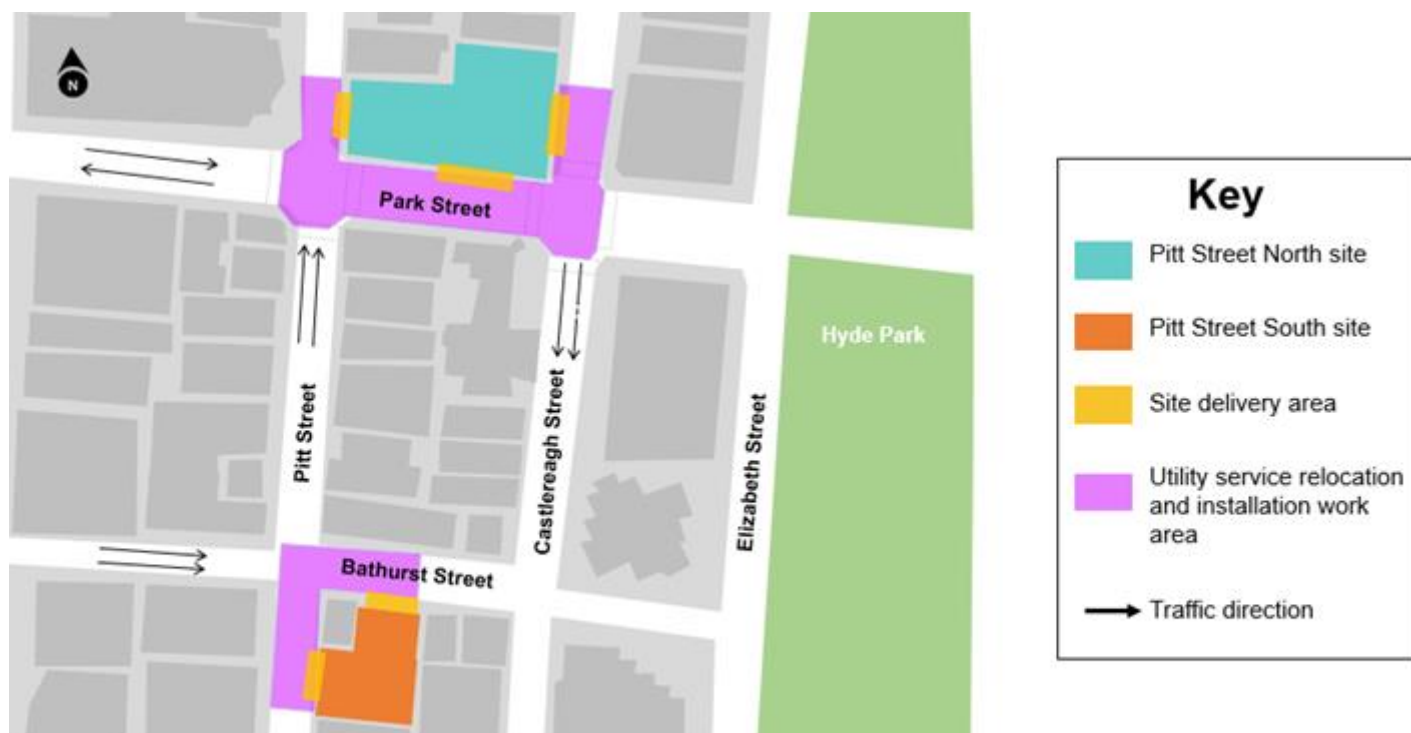 N
Park Street
Hyde Park
Pitt Street
Castlereagh Street
Elizabeth Street
Bathurst Street
Key
Pitt Street North site
Pitt Street South site
Site delivery area
Utility service relocation
and installation work
area
Traffic direction